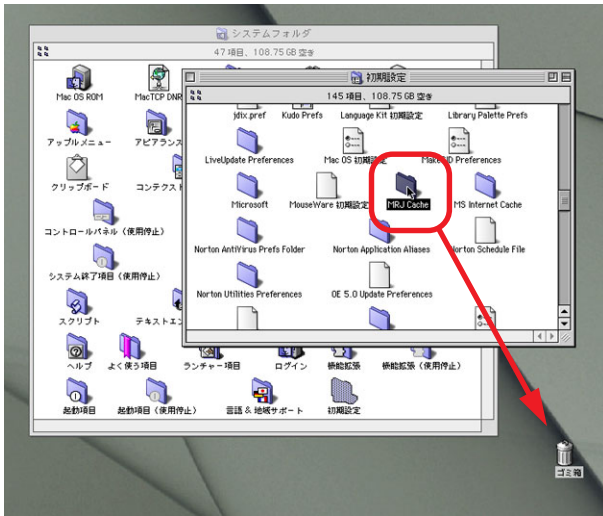 システムフォルダ
47 項目、108.75 GB 空き
Mac OS ROM
MacTCP DNR
アップルメニュー
アピアランス
クリップボード
コンテクスト
コントロールパネル（使用停止）
システム終了項目（使用停止）
スクリプト
テキストエン
ヘルプ
よく使う項目
ランチャー項目
ログイン
機能拡張
機能拡張（使用停止）
起動項目
起動項目（使用停止）
言語 & 地域サポート
初期設定
初期設定
145 項目、108.75 GB 空き
jdix.pref
Kudo Prefs
Language Kit 初期設定
Library Palette Prefs
LiveUpdate Preferences
Mac OS 初期設定
MakeCD Preferences
Microsoft
MouseWare 初期設定
MRJ Cache
MS Internet Cache
Norton AntiVirus Prefs Folder
Norton Application Aliases
Norton Schedule File
Norton Utilities Preferences
OE 5.0 Update Preferences
ゴミ箱